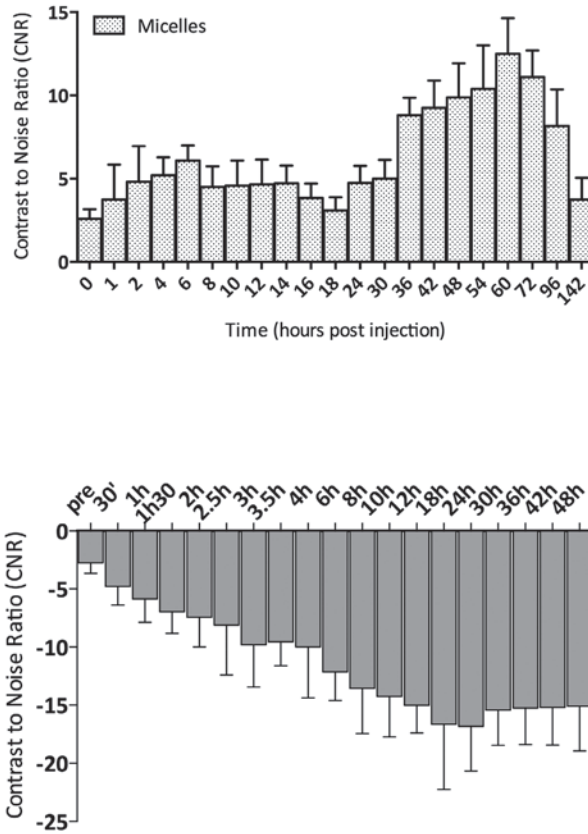 15
Micelles
10
5
0
Contrast to Noise Ratio (CNR)
0 1 2 4 6 8 10 12 14 16 18 24 30 36 42 48 54 60 72 96 142
Time (hours post injection)
pre 30' 1h 1h30 2h 2.5h 3h 3.5h 4h 6h 8h 10h 12h 18h 24h 30h 36h 42h 48h
0
-5
-10
-15
-20
-25
Contrast to Noise Ratio (CNR)